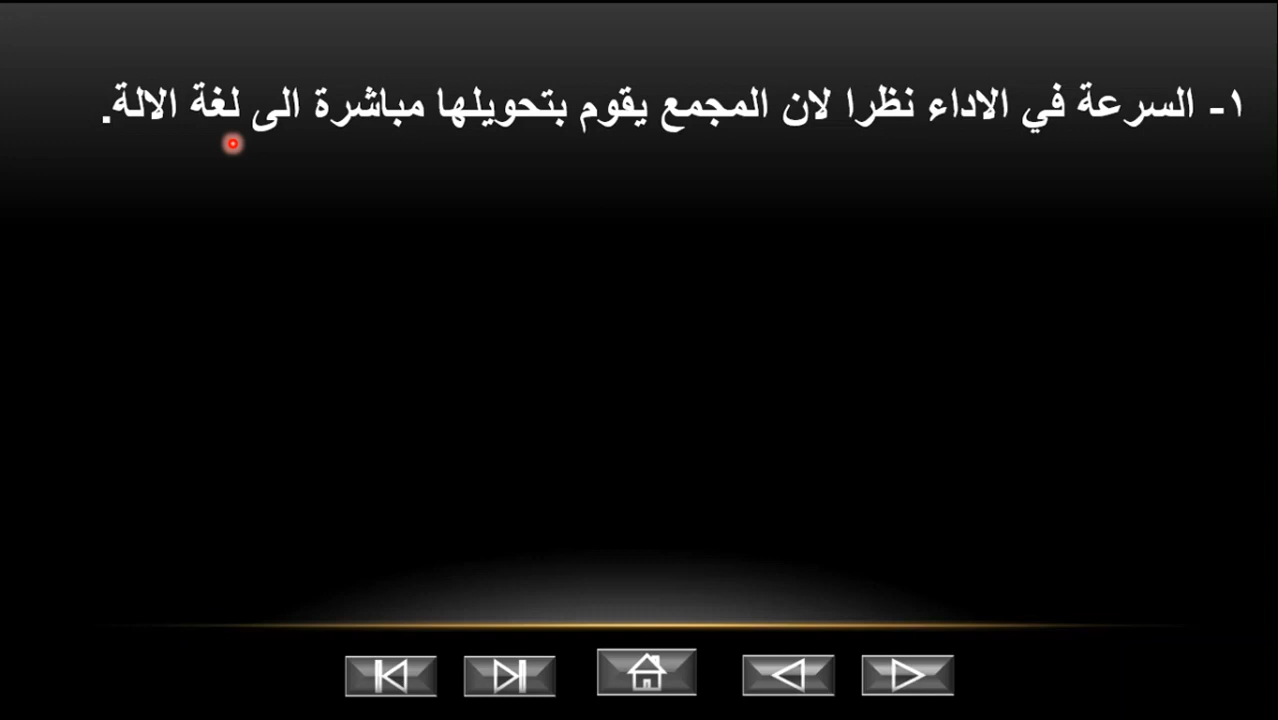 ١- السرعة في الاداء نظرا لان المجمع يقوم بتحويلها مباشرة الى لغة الالة.